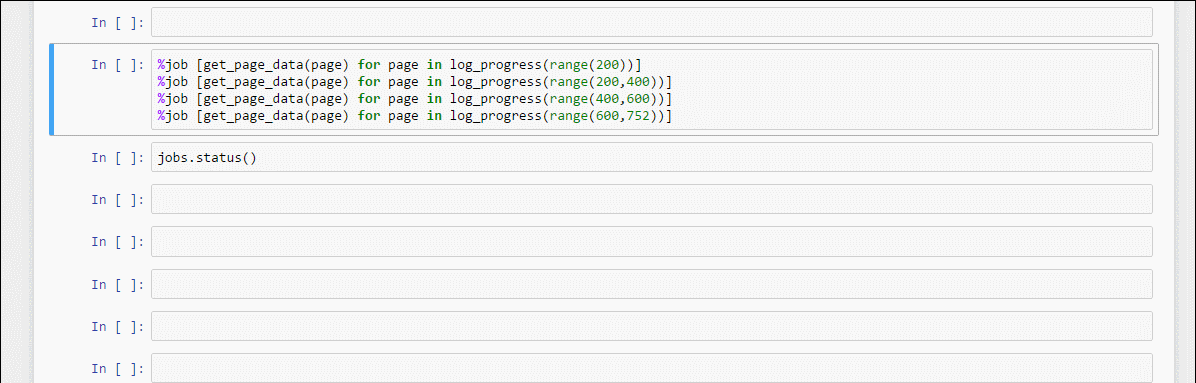 In [ ]:
In [ ]: %job [get_page_data(page) for page in log_progress(range(200))]
%job [get_page_data(page) for page in log_progress(range(200,400))]
%job [get_page_data(page) for page in log_progress(range(400,600))]
%job [get_page_data(page) for page in log_progress(range(600,752))]
In [ ]: jobs.status()
In [ ]:
In [ ]:
In [ ]:
In [ ]:
In [ ]: